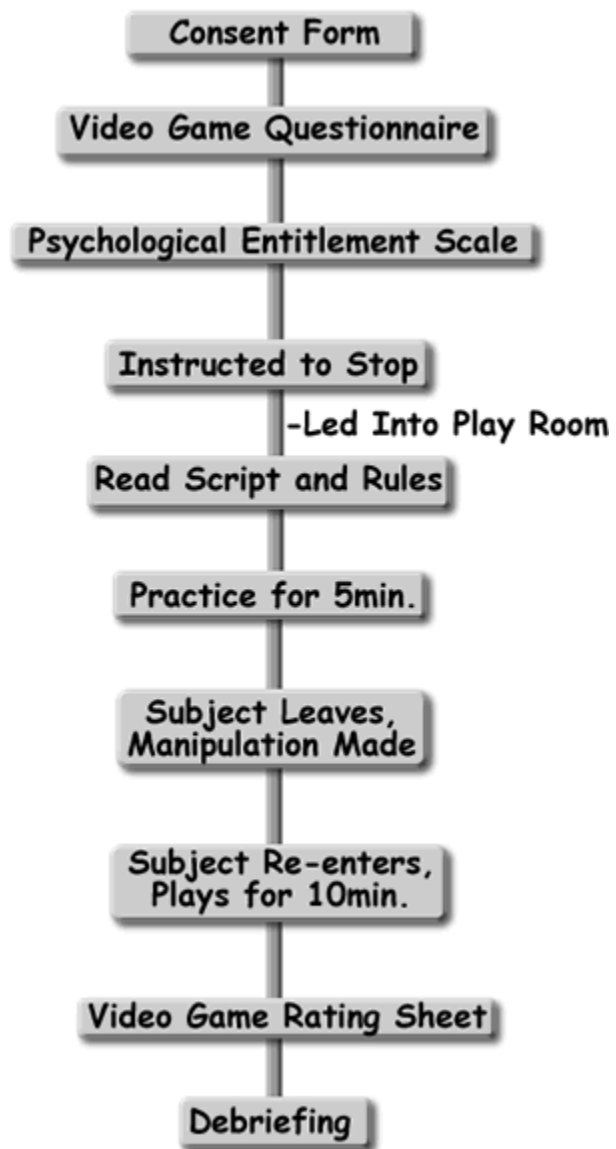 Consent Form
Video Game Questionnaire
Psychological Entitlement Scale
Instructed to Stop
-Led Into Play Room
Read Script and Rules
Practice for 5min.
Subject Leaves,
Manipulation Made
Subject Re-enters,
Plays for 10min.
Video Game Rating Sheet
Debriefing